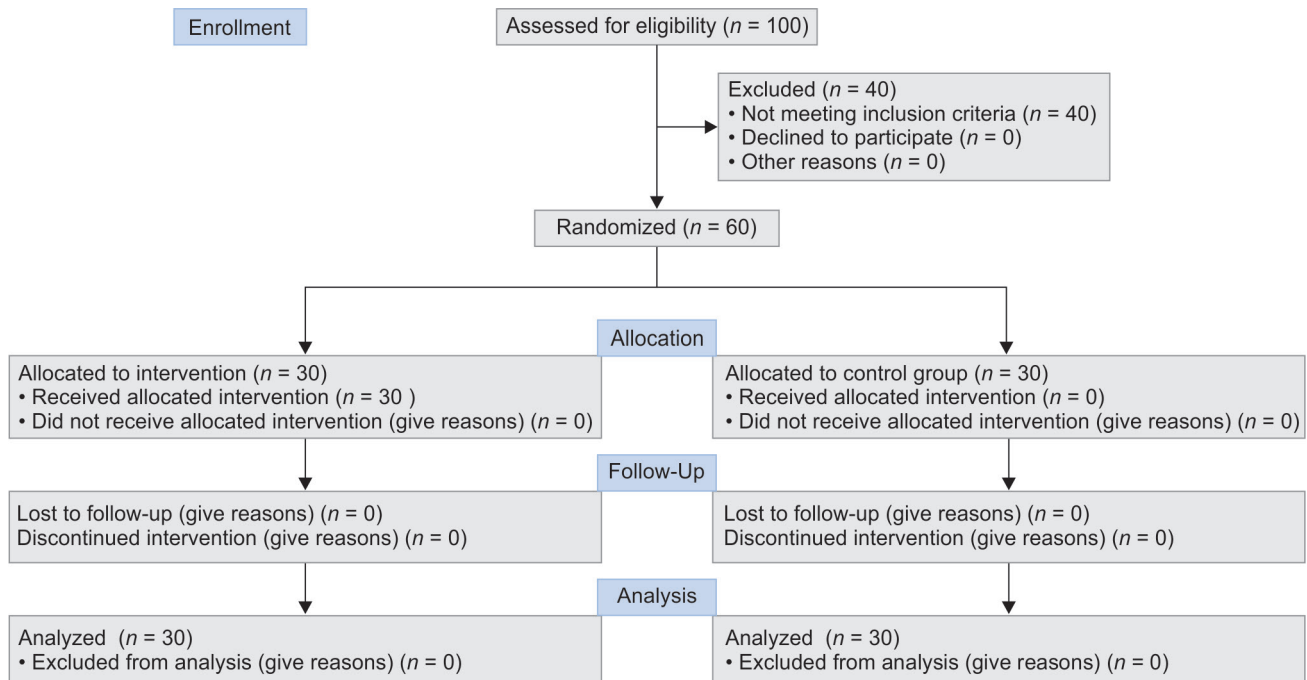 Enrollment
Assessed for eligibility (n = 100)
Excluded (n = 40)
• Not meeting inclusion criteria (n = 40)
• Declined to participate (n = 0)
• Other reasons (n = 0)
Randomized (n = 60)
Allocation
Allocated to intervention (n = 30)
• Received allocated intervention (n = 30 )
• Did not receive allocated intervention (give reasons) (n = 0)
Allocated to control group (n = 30)
• Received allocated intervention (n = 0)
• Did not receive allocated intervention (give reasons) (n = 0)
Follow-Up
Lost to follow-up (give reasons) (n = 0)
Discontinued intervention (give reasons) (n = 0)
Lost to follow-up (give reasons) (n = 0)
Discontinued intervention (give reasons) (n = 0)
Analysis
Analyzed  (n = 30)
• Excluded from analysis (give reasons) (n = 0)
Analyzed  (n = 30)
• Excluded from analysis (give reasons) (n = 0)